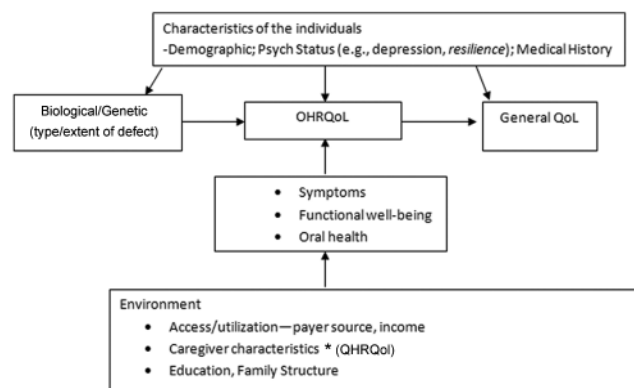 Characteristics of the individuals
-Demographic; Psych Status (e.g., depression, resilience); Medical History
Biological/Genetic
(type/extent of defect)
OHRQoL
General QoL
• Symptoms
• Functional well-being
• Oral health
Environment
• Access/utilization—payer source, income
• Caregiver characteristics * (QHRQol)
• Education, Family Structure